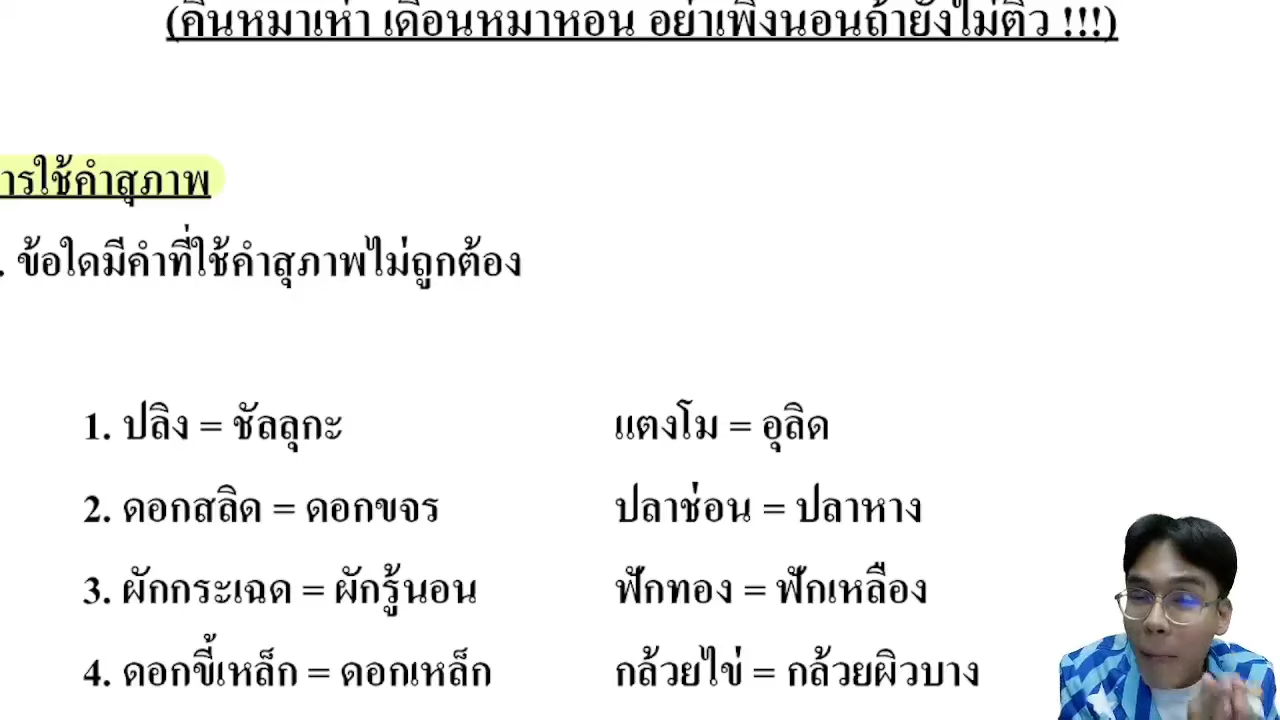 (คืนหมาเห่า เดือนหมาหอน อย่าเพิ่งนอนถ้ายังไม่ติว !!!)
ารใช้คำสุภาพ
. ข้อใดมีคำที่ใช้คำสุภาพไม่ถูกต้อง
1. ปลิง = ชัลลุกะ แตงโม = อุลิด
2. ดอกสลิด = ดอกขจร ปลาช่อน = ปลาหาง
3. ผักกระเฉด = ผักรู้นอน ฟักทอง = ฟักเหลือง
4. ดอกขี้เหล็ก = ดอกเหล็ก กล้วยไข่ = กล้วยผิวบาง